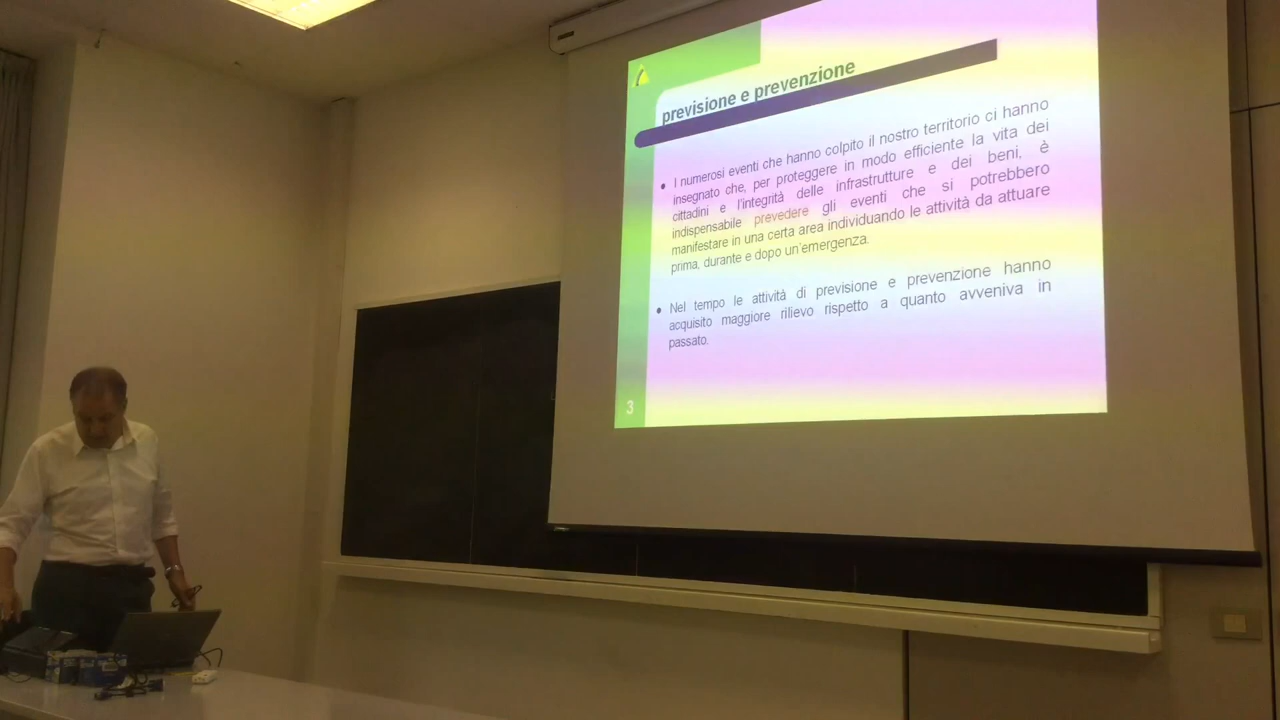 previsione e prevenzione
• I numerosi eventi che hanno colpito il nostro territorio ci hanno
insegnato che, per proteggere in modo efficiente la vita dei
cittadini e l'integrità delle infrastrutture e dei beni, è
indispensabile prevedere gli eventi che si potrebbero
manifestare in una certa area individuando le attività da attuare
prima, durante e dopo un'emergenza.
• Nel tempo le attività di previsione e prevenzione hanno
acquisito maggiore rilievo rispetto a quanto avveniva in
passato.
3